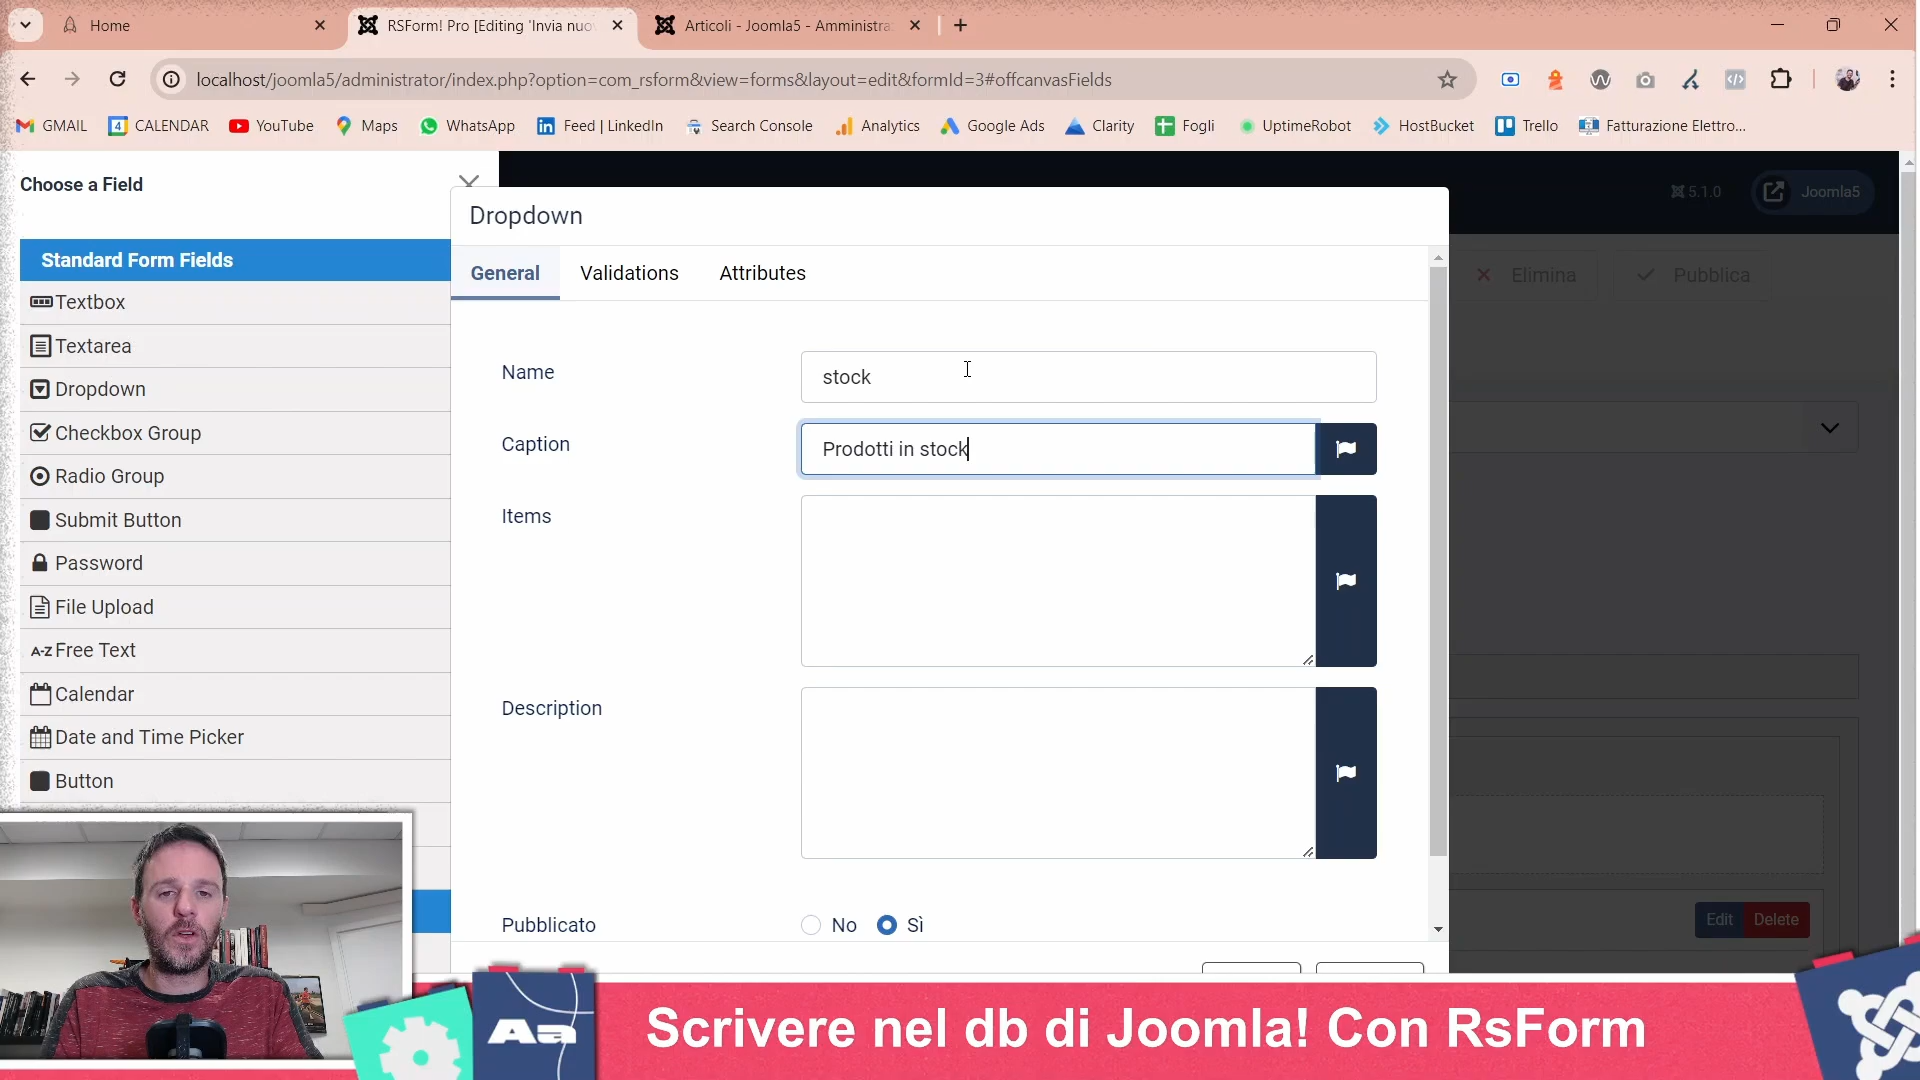 Home
RSForm! Pro [Editing 'Invia nuo
Articoli - Joomla5 - Amministra
localhost/joomla5/administrator/index.php?option=com_rsform&view=forms&layout=edit&formId=3#offcanvasFields
GMAIL
CALENDAR
YouTube
Maps
WhatsApp
Feed | LinkedIn
Search Console
Analytics
Google Ads
Clarity
Fogli
UptimeRobot
HostBucket
Trello
Fatturazione Elettro...
Choose a Field
5.1.0
Joomla5
Dropdown
Standard Form Fields
General
Validations
Attributes
Elimina
Pubblica
Textbox
Textarea
Dropdown
Checkbox Group
Radio Group
Submit Button
Password
File Upload
A-Z Free Text
Calendar
Date and Time Picker
Button
Name
stock
Caption
Prodotti in stock
Items
Description
Pubblicato
No
Sì
Edit
Delete
Aa
Scrivere nel db di Joomla! Con RsForm